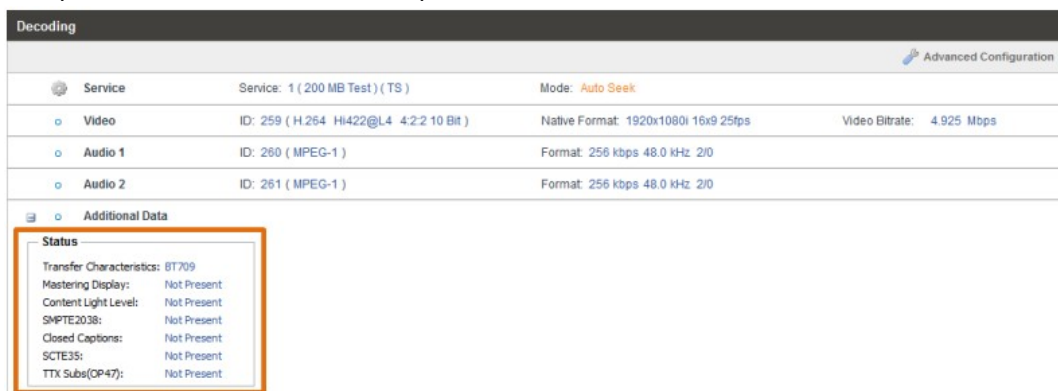 Decoding
Advanced Configuration
Service Service: 1 ( 200 MB Test ) ( TS ) Mode: Auto Seek
Video ID: 259 ( H.264 Hi422@L4 4:2:2 10 Bit ) Native Format: 1920x1080i 16x9 25fps Video Bitrate: 4.925 Mbps
Audio 1 ID: 260 ( MPEG-1 ) Format: 256 kbps 48.0 kHz 2/0
Audio 2 ID: 261 ( MPEG-1 ) Format: 256 kbps 48.0 kHz 2/0
Additional Data
Status
Transfer Characteristics: BT709
Mastering Display: Not Present
Content Light Level: Not Present
SMPTE2038: Not Present
Closed Captions: Not Present
SCTE35: Not Present
TTX Subs(OP47): Not Present